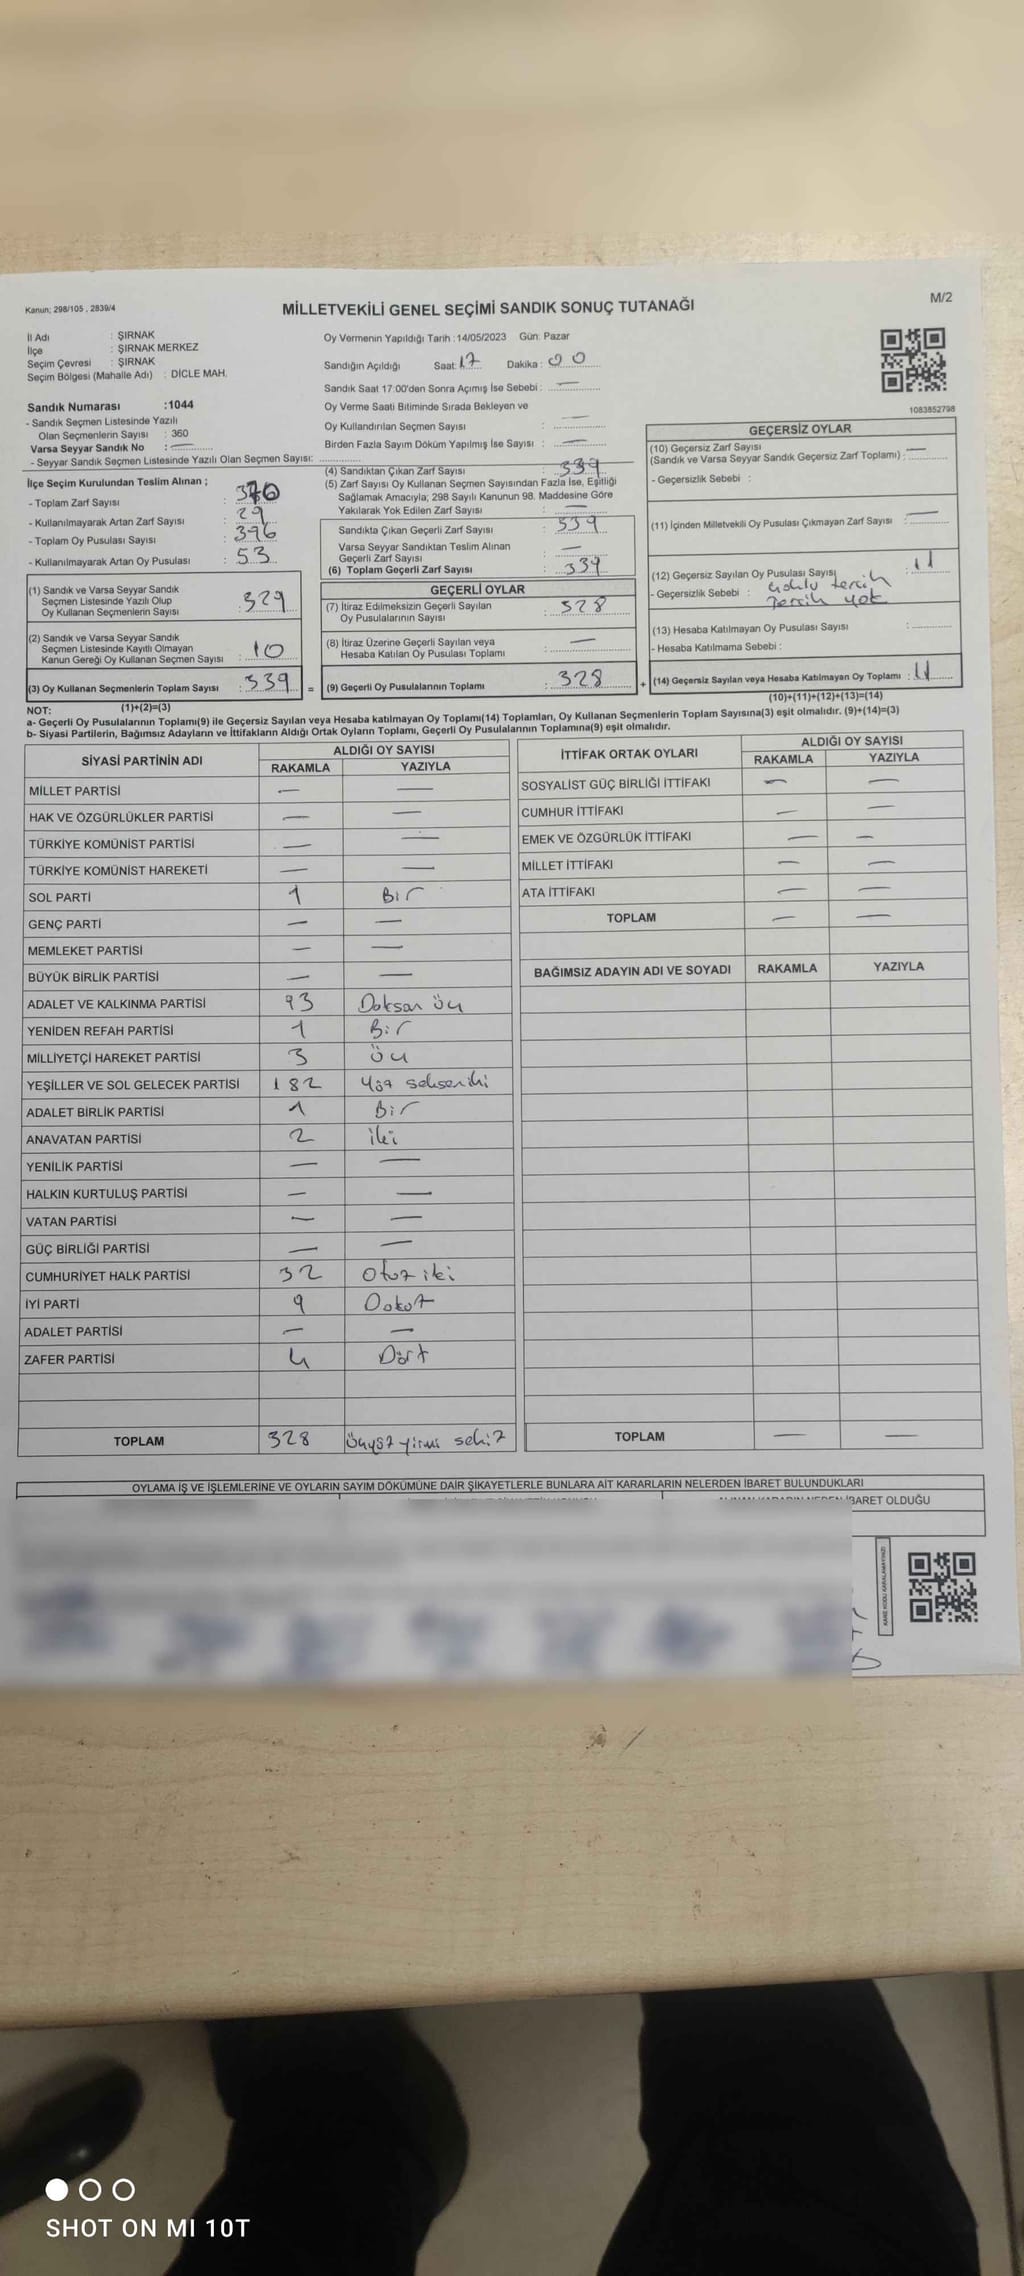 Kanun: 298/105 , 2839/4
MİLLETVEKİLİ GENEL SEÇİMİ SANDIK SONUÇ TUTANAĞI
M/2
İl Adı : ŞIRNAK
İlçe : ŞIRNAK MERKEZ
Seçim Çevresi : ŞIRNAK
Seçim Bölgesi (Mahalle Adı) : DİCLE MAH.
Sandık Numarası :1044
- Sandık Seçmen Listesinde Yazılı
Olan Seçmenlerin Sayısı : 360
Varsa Seyyar Sandık No : —
- Seyyar Sandık Seçmen Listesinde Yazılı Olan Seçmen Sayısı:
Oy Vermenin Yapıldığı Tarih :14/05/2023 Gün: Pazar
Sandığın Açıldığı Saat: 17 Dakika : 00
Sandık Saat 17:00'den Sonra Açımış İse Sebebi : —
Oy Verme Saati Bitiminde Sırada Bekleyen ve
Oy Kullandırılan Seçmen Sayısı : —
Birden Fazla Sayım Döküm Yapılmış İse Sayısı : —
1083852798
İlçe Seçim Kurulundan Teslim Alınan ;
- Toplam Zarf Sayısı : 370
- Kullanılmayarak Artan Zarf Sayısı : 29
- Toplam Oy Pusulası Sayısı : 396
- Kullanılmayarak Artan Oy Pusulası : 53
(1) Sandık ve Varsa Seyyar Sandık
Seçmen Listesinde Yazılı Olup
Oy Kullanan Seçmenlerin Sayısı : 329
(2) Sandık ve Varsa Seyyar Sandık
Seçmen Listesinde Kayıtlı Olmayan
Kanun Gereği Oy Kullanan Seçmen Sayısı : 10
(3) Oy Kullanan Seçmenlerin Toplam Sayısı : 339 =
(1)+(2)=(3)
(4) Sandıktan Çıkan Zarf Sayısı : 339
(5) Zarf Sayısı Oy Kullanan Seçmen Sayısından Fazla İse, Eşitliği
Sağlamak Amacıyla; 298 Sayılı Kanunun 98. Maddesine Göre
Yakılarak Yok Edilen Zarf Sayısı : —
Sandıkta Çıkan Geçerli Zarf Sayısı : 339
Varsa Seyyar Sandıktan Teslim Alınan
Geçerli Zarf Sayısı : —
(6) Toplam Geçerli Zarf Sayısı : 339
GEÇERLİ OYLAR
(7) İtiraz Edilmeksizin Geçerli Sayılan
Oy Pusulalarının Sayısı : 328
(8) İtiraz Üzerine Geçerli Sayılan veya
Hesaba Katılan Oy Pusulası Toplamı : —
(9) Geçerli Oy Pusulalarının Toplamı : 328 +
GEÇERSİZ OYLAR
(10) Geçersiz Zarf Sayısı
(Sandık ve Varsa Seyyar Sandık Geçersiz Zarf Toplamı) : —
- Geçersizlik Sebebi :
(11) İçinden Milletvekili Oy Pusulası Çıkmayan Zarf Sayısı : —
(12) Geçersiz Sayılan Oy Pusulası Sayısı : 11
- Geçersizlik Sebebi : Çoklu tercih
Tercih yok
(13) Hesaba Katılmayan Oy Pusulası Sayısı :
- Hesaba Katılmama Sebebi :
(14) Geçersiz Sayılan veya Hesaba Katılmayan Oy Toplamı : 11
(10)+(11)+(12)+(13)=(14)
NOT:
a- Geçerli Oy Pusulalarının Toplamı(9) ile Geçersiz Sayılan veya Hesaba katılmayan Oy Toplamı(14) Toplamları, Oy Kullanan Seçmenlerin Toplam Sayısına(3) eşit olmalıdır. (9)+(14)=(3)
b- Siyasi Partilerin, Bağımsız Adayların ve İttifakların Aldığı Ortak Oyların Toplamı, Geçerli Oy Pusulalarının Toplamına(9) eşit olmalıdır.
SİYASİ PARTİNİN ADI ALDIĞI OY SAYISI
RAKAMLA YAZIYLA
MİLLET PARTİSİ — —
HAK VE ÖZGÜRLÜKLER PARTİSİ — —
TÜRKİYE KOMÜNİST PARTİSİ — —
TÜRKİYE KOMÜNİST HAREKETİ — —
SOL PARTİ 1 Bir
GENÇ PARTİ — —
MEMLEKET PARTİSİ — —
BÜYÜK BİRLİK PARTİSİ — —
ADALET VE KALKINMA PARTİSİ 93 Doksan üç
YENİDEN REFAH PARTİSİ 1 Bir
MİLLİYETÇİ HAREKET PARTİSİ 3 Üç
YEŞİLLER VE SOL GELECEK PARTİSİ 182 Yüz seksen iki
ADALET BİRLİK PARTİSİ 1 Bir
ANAVATAN PARTİSİ 2 iki
YENİLİK PARTİSİ — —
HALKIN KURTULUŞ PARTİSİ — —
VATAN PARTİSİ — —
GÜÇ BİRLİĞİ PARTİSİ — —
CUMHURİYET HALK PARTİSİ 32 Otuz iki
İYİ PARTİ 9 Dokuz
ADALET PARTİSİ — —
ZAFER PARTİSİ 4 Dört
TOPLAM 328 Üçyüz yirmi sekiz
İTTİFAK ORTAK OYLARI ALDIĞI OY SAYISI
RAKAMLA YAZIYLA
SOSYALİST GÜÇ BİRLİĞİ İTTİFAKI — —
CUMHUR İTTİFAKI — —
EMEK VE ÖZGÜRLÜK İTTİFAKI — —
MİLLET İTTİFAKI — —
ATA İTTİFAKI — —
TOPLAM — —
BAĞIMSIZ ADAYIN ADI VE SOYADI RAKAMLA YAZIYLA
TOPLAM — —
OYLAMA İŞ VE İŞLEMLERİNE VE OYLARIN SAYIM DÖKÜMÜNE DAİR ŞİKAYETLERLE BUNLARA AİT KARARLARIN NELERDEN İBARET BULUNDUKLARI
İBARET OLDUĞU
KARE KODU KARALAMAYINIZ!
SHOT ON MI 10T